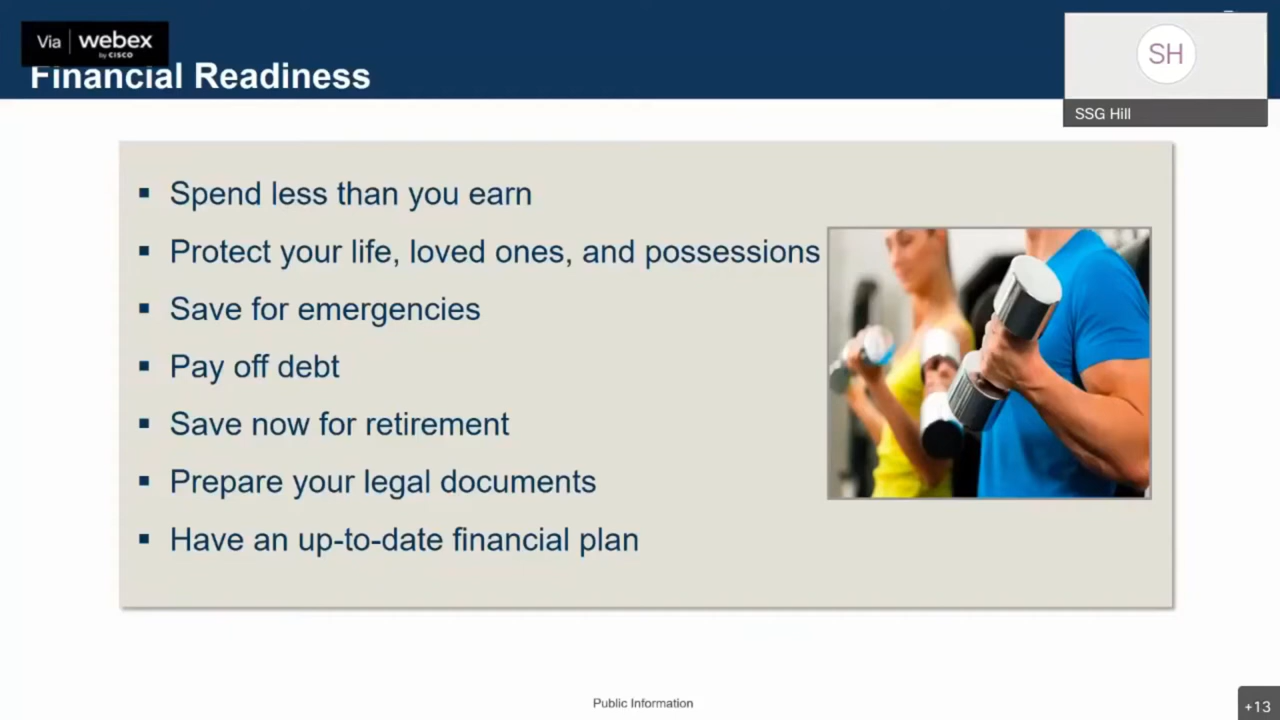 Via webex
by CISCO
Financial Readiness
SH
SSG Hill
▪ Spend less than you earn
▪ Protect your life, loved ones, and possessions
▪ Save for emergencies
▪ Pay off debt
▪ Save now for retirement
▪ Prepare your legal documents
▪ Have an up-to-date financial plan
Public Information
+13